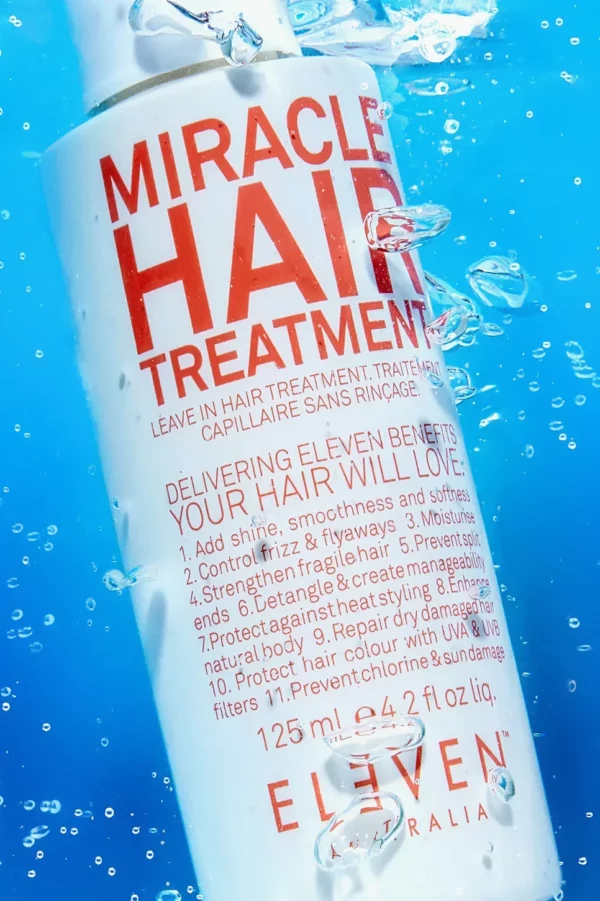 MIRACLE
HAIR
TREATMENT
LEAVE IN HAIR TREATMENT. TRAITEMENT
CAPILLAIRE SANS RINÇAGE.
DELIVERING ELEVEN BENEFITS
YOUR HAIR WILL LOVE:
1. Add shine, smoothness and softness
2. Control frizz & flyaways 3. Moisturise
4. Strengthen fragile hair 5. Prevent split
ends 6. Detangle & create manageability
7. Protect against heat styling 8. Enhance
natural body 9. Repair dry damaged hair
10. Protect hair colour with UVA & UVB
filters 11. Prevent chlorine & sun damage
125 ml ℮ 4.2 fl oz liq.
ELEVEN™
AUSTRALIA